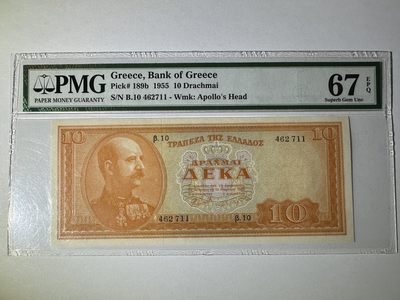 PMG
PAPER MONEY GUARANTY
Greece, Bank of Greece
Pick# 189b 1955 10 Drachmai
S/N B.10 462711 - Wmk: Apollo's Head
67 EPQ
Superb Gem Unc
10
β.10
462 711
ΤΡΑΠΕΖΑ ΤΗΣ ΕΛΛΑΔΟΣ
10
ΔΡΑΧΜΑΙ
ΔΕΚΑ
462 711
β.10
10